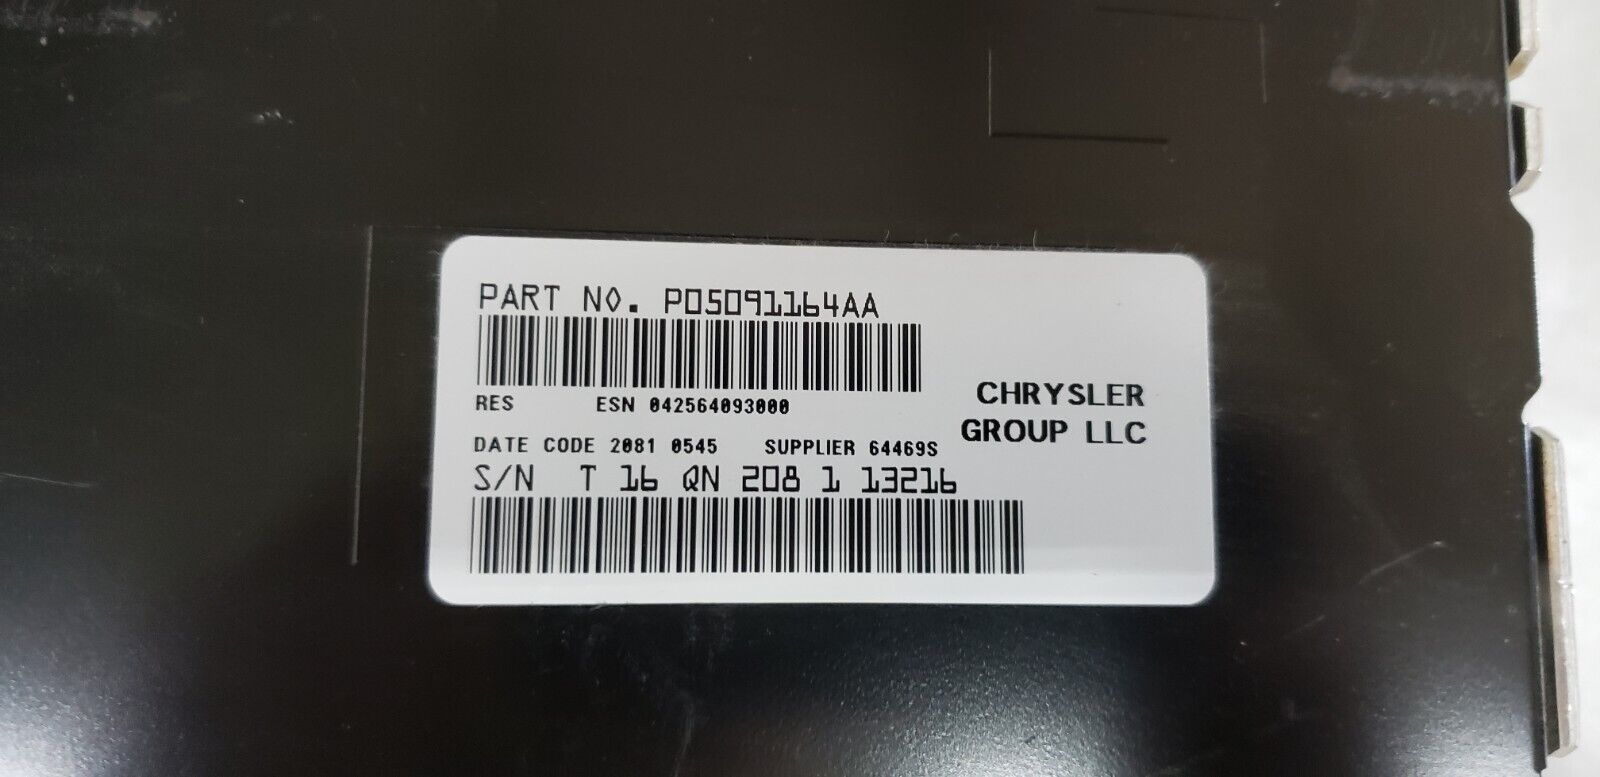 PART NO. P05091164AA
RES ESN 042564093000
CHRYSLER
GROUP LLC
DATE CODE 2081 0545 SUPPLIER 64469S
S/N T 16 QN 208 1 13216